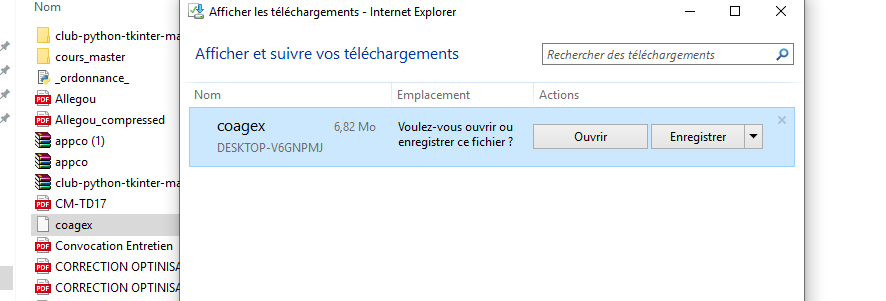 Nom
club-python-tkinter-ma
cours_master
_ordonnance_
Allegou
Allegou_compressed
appco (1)
appco
club-python-tkinter-ma
CM-TD17
coagex
Convocation Entretien
CORRECTION OPTINISA
CORRECTION OPTINISA
Afficher les téléchargements - Internet Explorer
Afficher et suivre vos téléchargements
Rechercher des téléchargements
Nom Emplacement Actions
coagex 6,82 Mo
DESKTOP-V6GNPMJ
Voulez-vous ouvrir ou
enregistrer ce fichier ?
Ouvrir Enregistrer